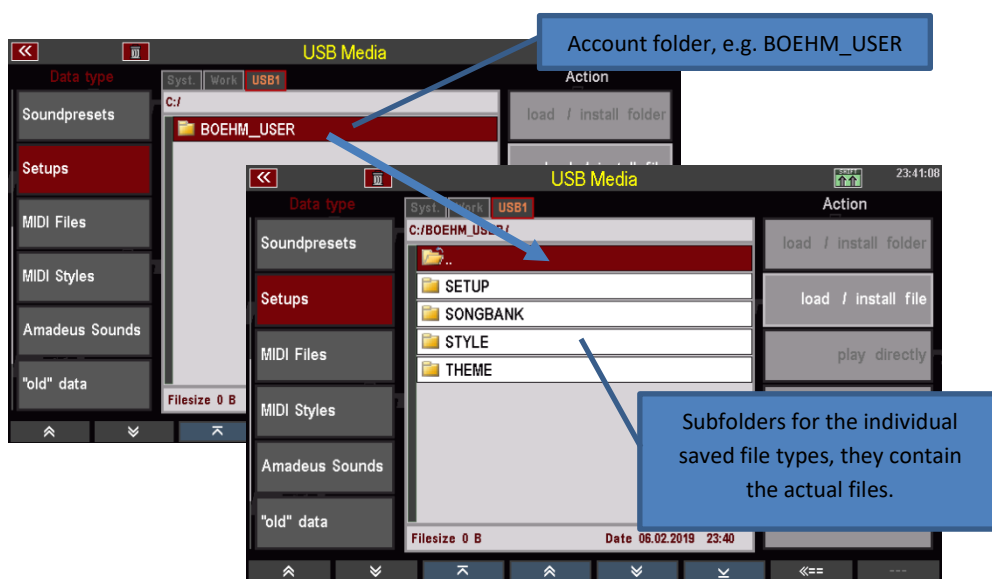 USB Media
Account folder, e.g. BOEHM_USER
Data type
Syst. Work USB1
Action
C:/
Soundpresets
load / install folder
BOEHM_USER
Setups
MIDI Files
MIDI Styles
Amadeus Sounds
"old" data
Filesize 0 B
USB Media
SHIFT
23:41:08
Data type
Syst. Work USB1
Action
C:/BOEHM_USER/
Soundpresets
load / install folder
..
SETUP
Setups
load / install file
SONGBANK
STYLE
MIDI Files
play directly
THEME
MIDI Styles
Subfolders for the individual
saved file types, they contain
the actual files.
Amadeus Sounds
"old" data
Filesize 0 B
Date 06.02.2019 23:40
<==
---